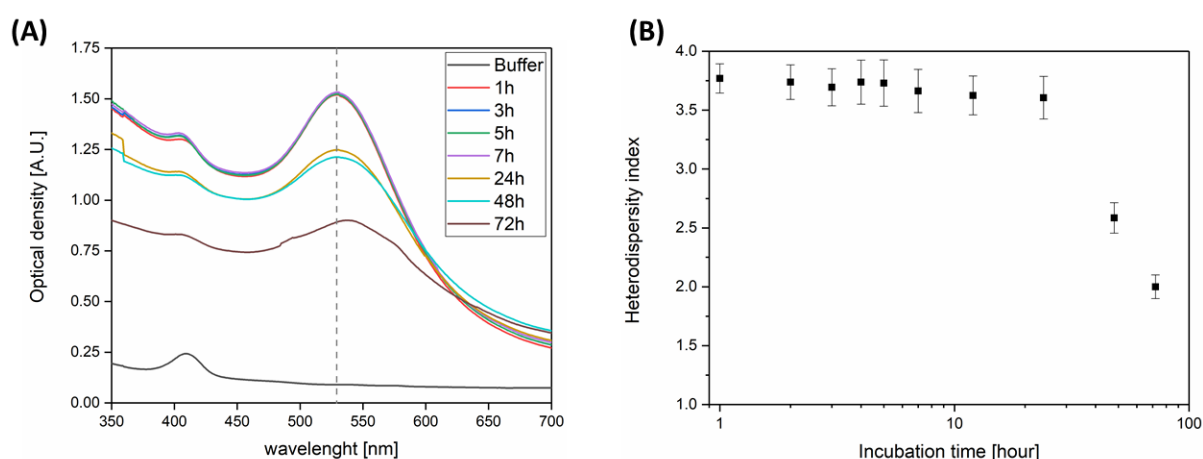 (A)
Optical density [A.U.]
1.75
1.50
1.25
1.00
0.75
0.50
0.25
0.00
350 400 450 500 550 600 650 700
wavelenght [nm]
Buffer
1h
3h
5h
7h
24h
48h
72h
(B)
Heterodispersity index
4.0
3.5
3.0
2.5
2.0
1.5
1.0
1 10 100
Incubation time [hour]